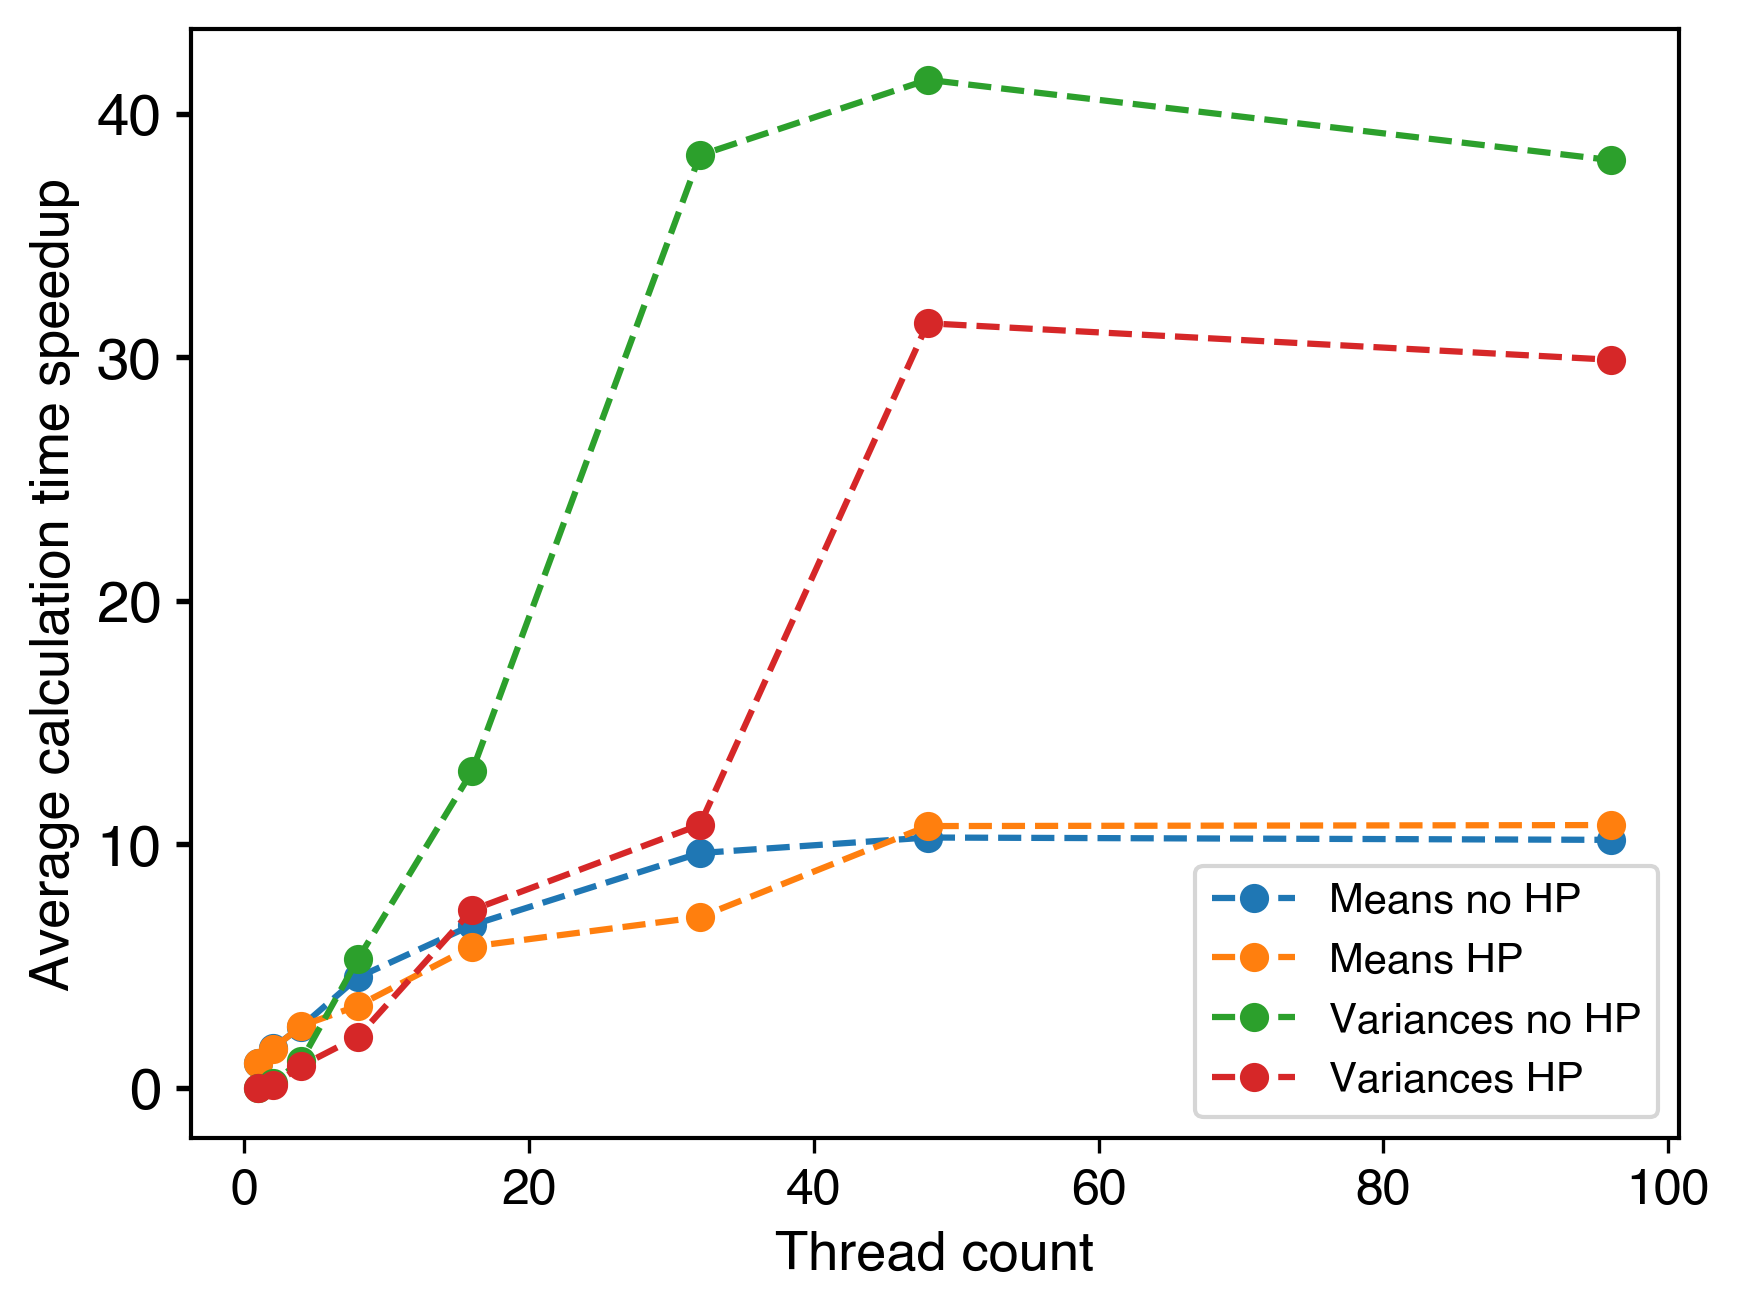 Average calculation time speedup
40
30
20
10
0
Means no HP
Means HP
Variances no HP
Variances HP
0 20 40 60 80 100
Thread count